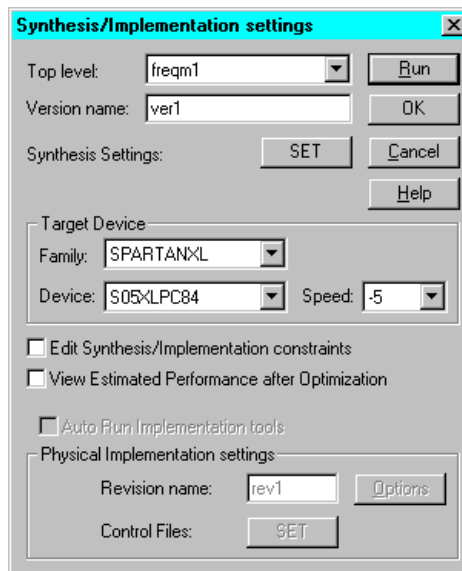 Synthesis/Implementation settings
Top level: freqm1 Run
Version name: ver1 OK
Synthesis Settings: SET Cancel
Help
Target Device
Family: SPARTANXL
Device: S05XLPC84 Speed: -5
Edit Synthesis/Implementation constraints
View Estimated Performance after Optimization
Auto Run Implementation tools
Physical Implementation settings
Revision name: rev1 Options
Control Files: SET